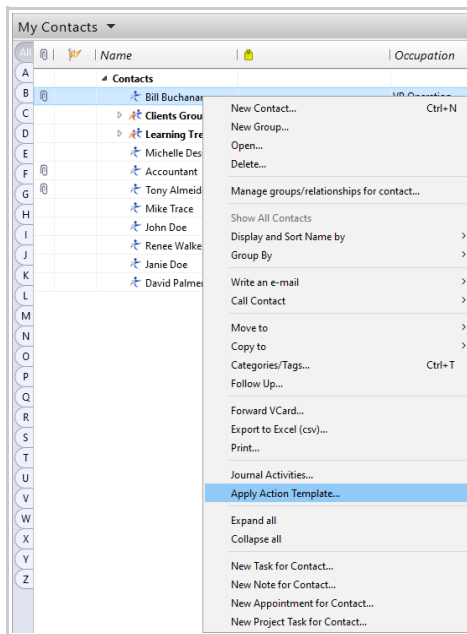 My Contacts
All
Name
Occupation
Contacts
A
B
Bill Buchanan
VP Operation
C
Clients Grou
D
Learning Tre
E
Michelle Des
F
Accountant
G
Tony Almeid
H
Mike Trace
I
John Doe
J
Renee Walke
K
Janie Doe
L
David Palmer
M
N
O
P
Q
R
S
T
U
V
W
X
Y
Z
New Contact... Ctrl+N
New Group...
Open...
Delete...
Manage groups/relationships for contact...
Show All Contacts
Display and Sort Name by
Group By
Write an e-mail
Call Contact
Move to
Copy to
Categories/Tags... Ctrl+T
Follow Up...
Forward VCard...
Export to Excel (csv)...
Print...
Journal Activities...
Apply Action Template...
Expand all
Collapse all
New Task for Contact...
New Note for Contact...
New Appointment for Contact...
New Project Task for Contact...